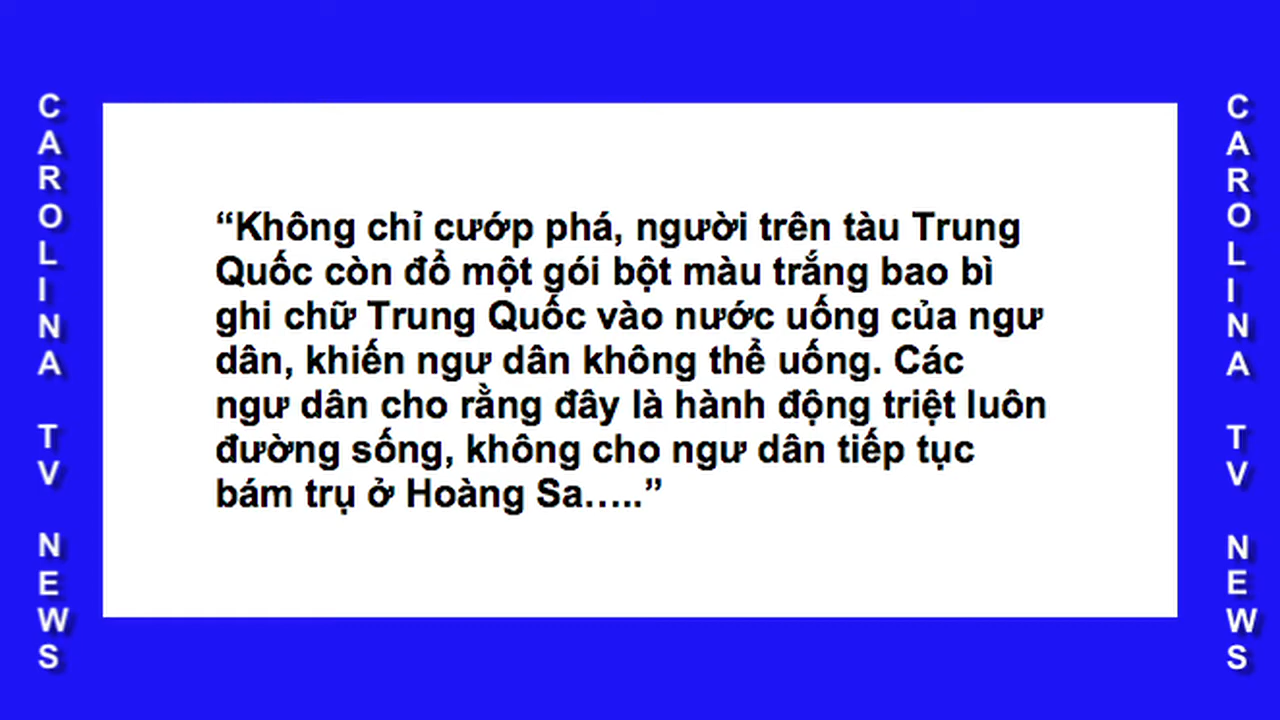 CAROLINA TV NEWS
“Không chỉ cướp phá, người trên tàu Trung
Quốc còn đổ một gói bột màu trắng bao bì
ghi chữ Trung Quốc vào nước uống của ngư
dân, khiến ngư dân không thể uống. Các
ngư dân cho rằng đây là hành động triệt luôn
đường sống, không cho ngư dân tiếp tục
bám trụ ở Hoàng Sa…..”
CAROLINA TV NEWS